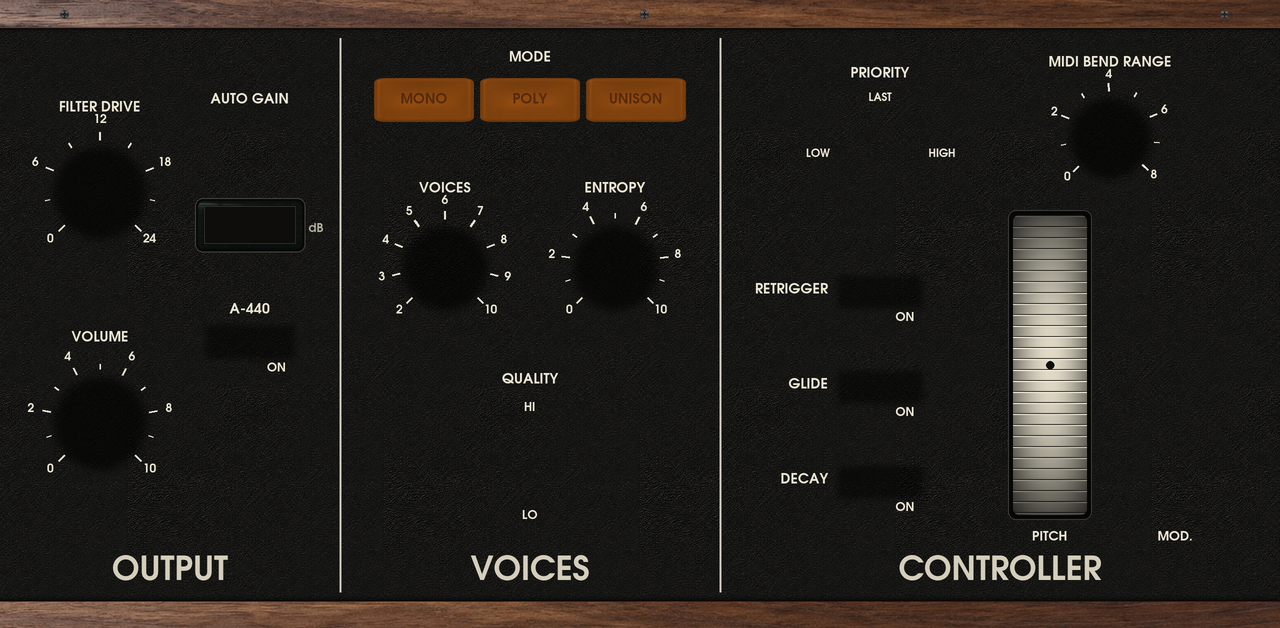 FILTER DRIVE
12
6
18
0
24
AUTO GAIN
dB
A-440
ON
VOLUME
4
6
2
8
0
10
OUTPUT
MODE
MONO
POLY
UNISON
VOICES
6
5
7
4
8
3
9
2
10
ENTROPY
4
6
2
8
0
10
QUALITY
HI
LO
VOICES
PRIORITY
LAST
LOW
HIGH
MIDI BEND RANGE
4
2
6
0
8
RETRIGGER
ON
GLIDE
ON
DECAY
ON
PITCH
MOD.
CONTROLLER